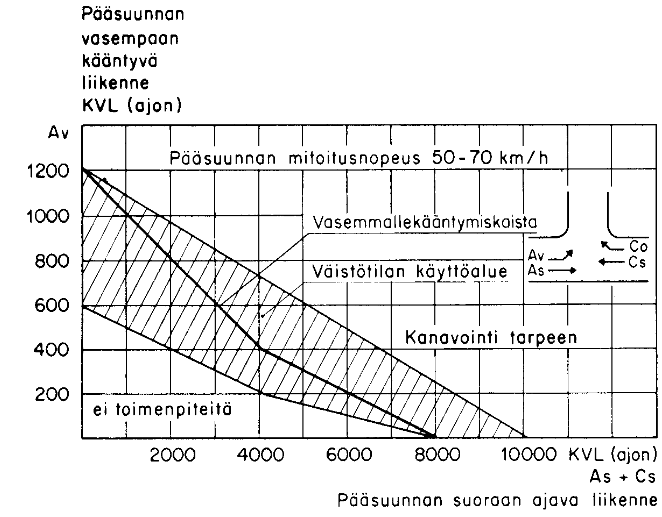 Pääsuunnan
vasempaan
kääntyvä
liikenne
KVL (ajon)
Av
Pääsuunnan mitoitusnopeus 50-70 km/h
1200
1000
800
600
400
200
Vasemmallekääntymiskaista
Väistötilan käyttöalue
Av
As
Co
Cs
Kanavointi tarpeen
ei toimenpiteitä
2000 4000 6000 8000 10000 KVL (ajon)
As + Cs
Pääsuunnan suoraan ajava liikenne